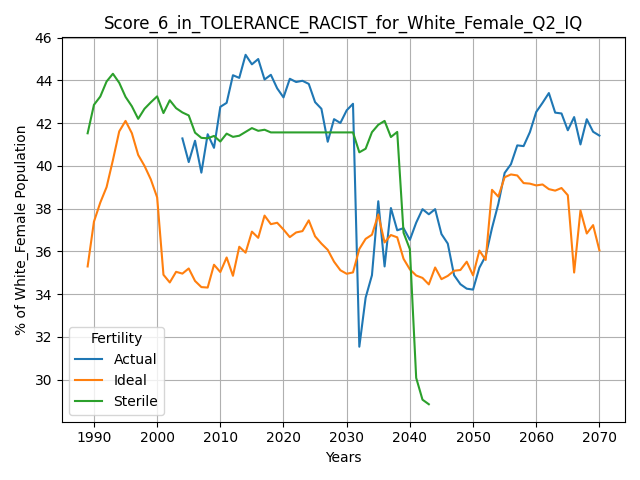 Score_6_in_TOLERANCE_RACIST_for_White_Female_Q2_IQ
% of White_Female Population
46
44
42
40
38
36
34
32
30
Fertility
Actual
Ideal
Sterile
1990 2000 2010 2020 2030 2040 2050 2060 2070
Years